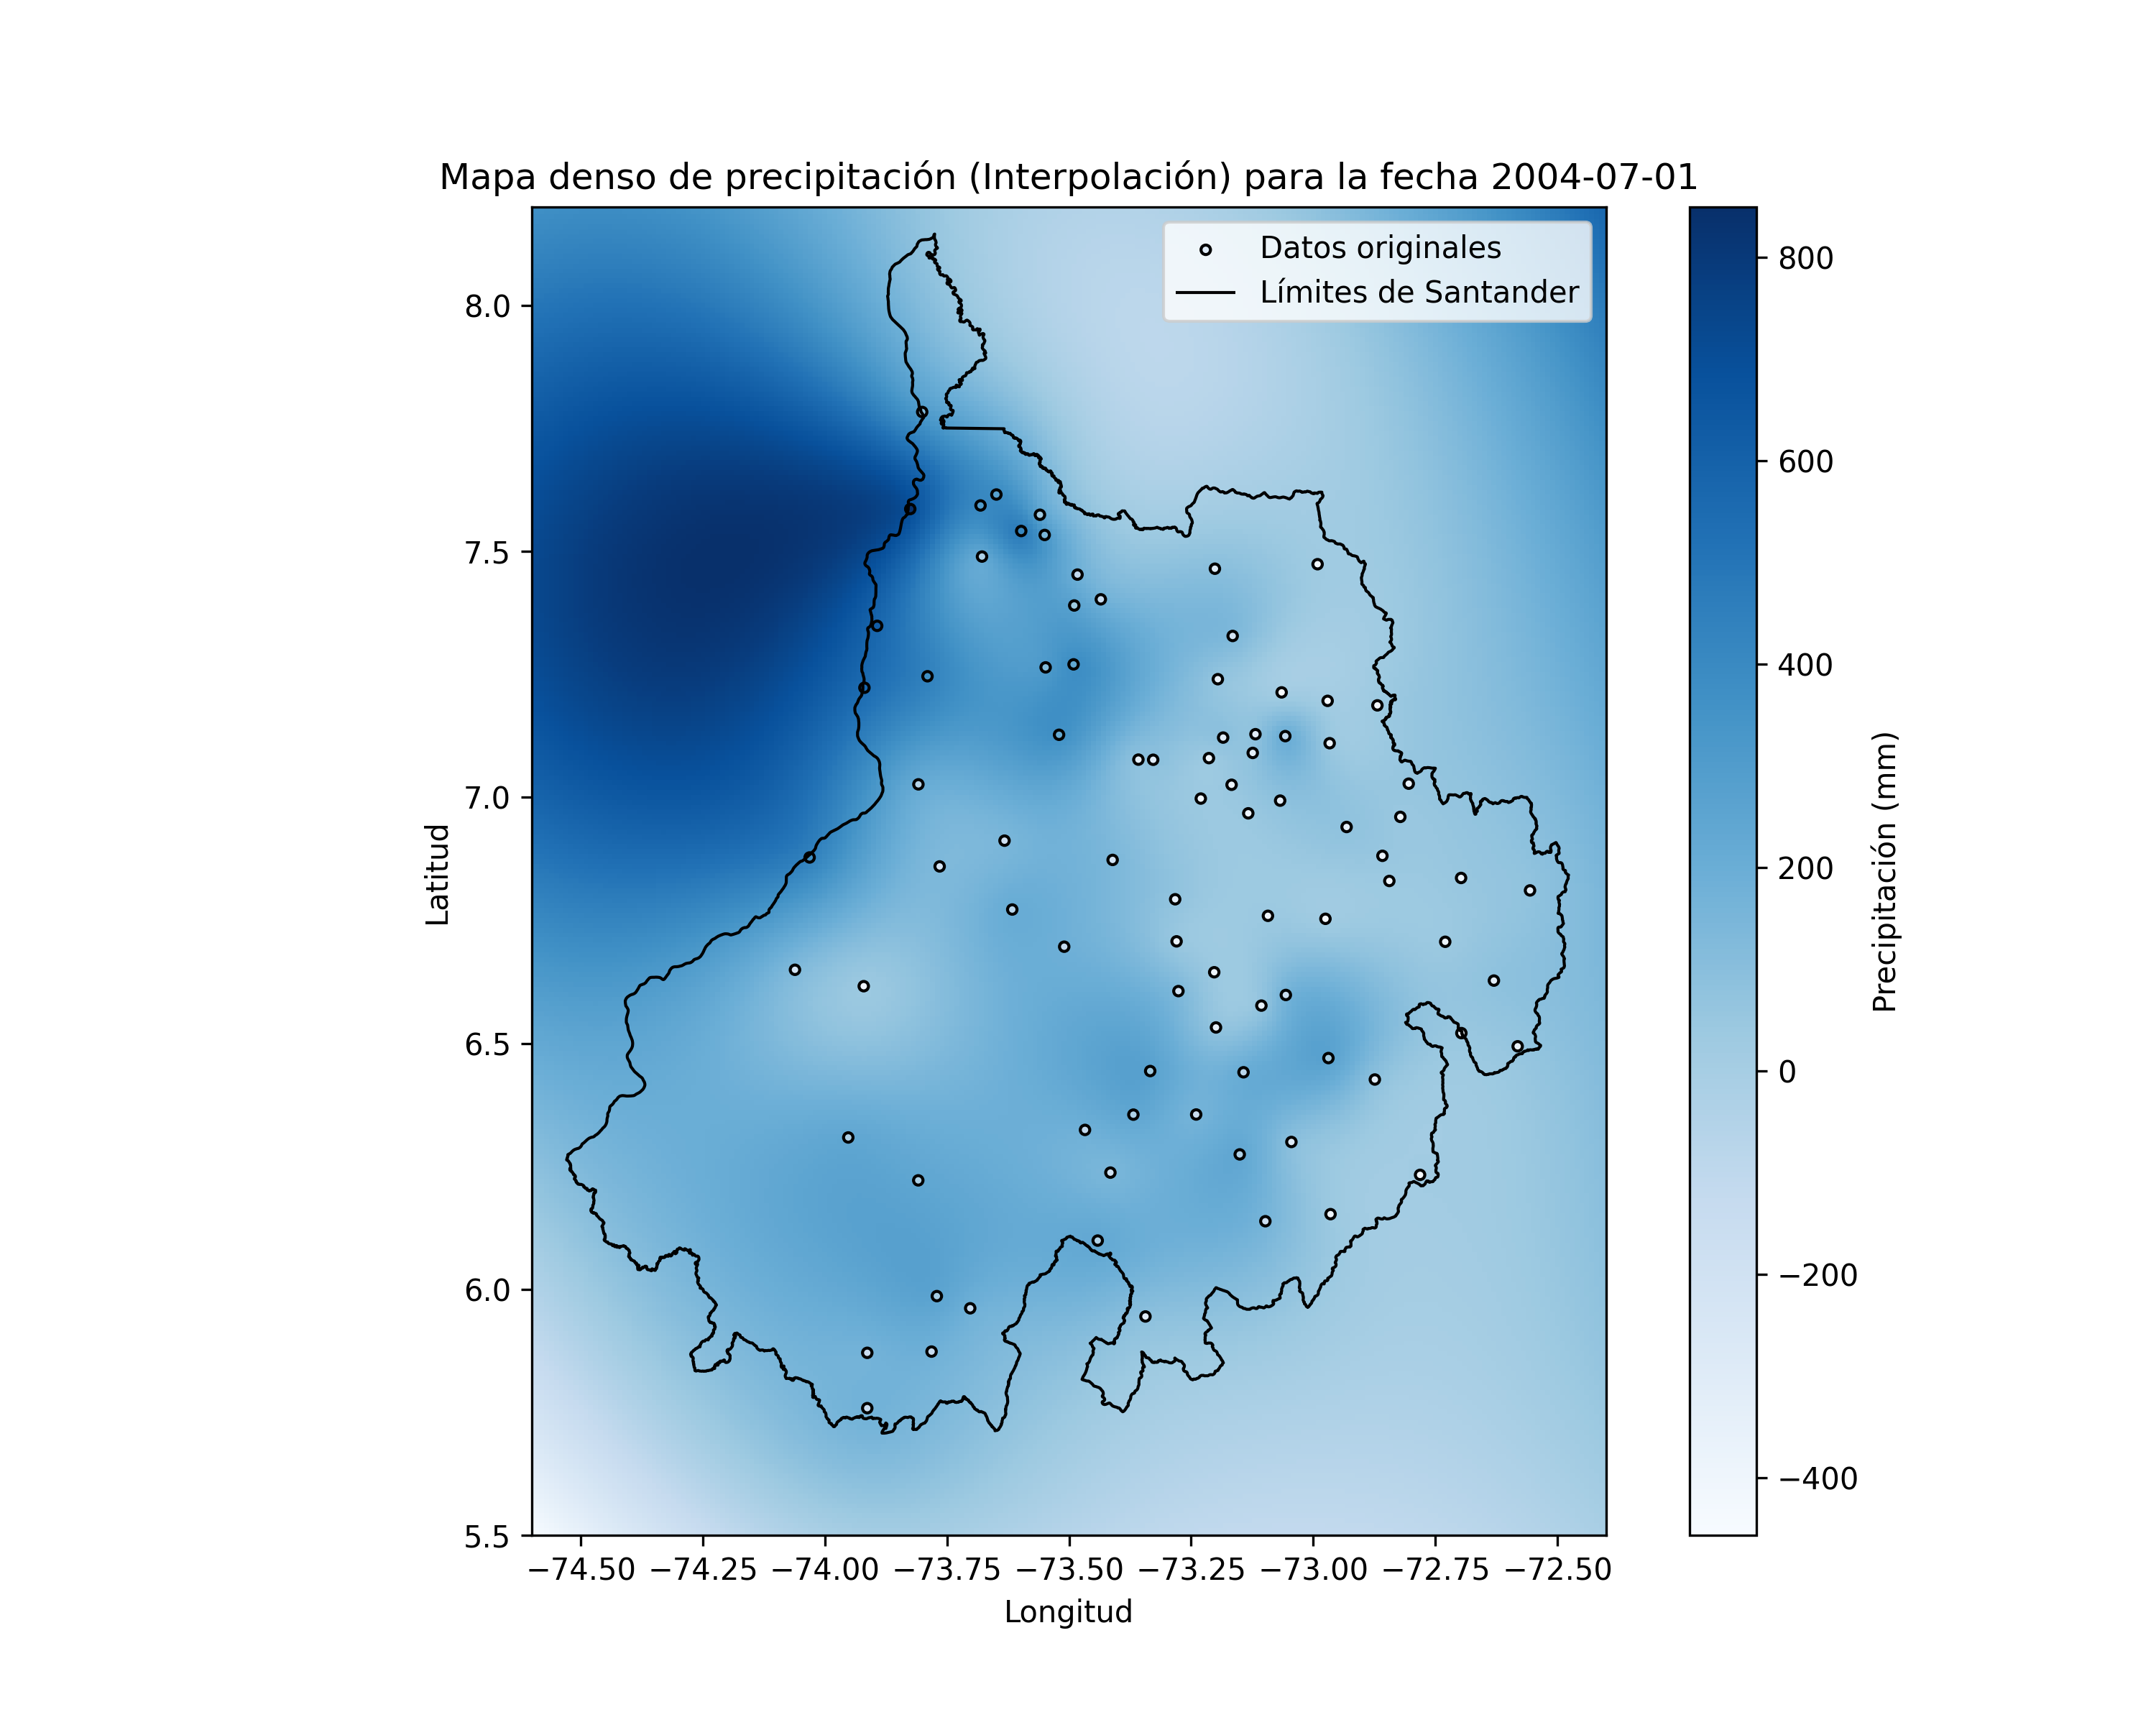 Mapa denso de precipitación (Interpolación) para la fecha 2004-07-01
Datos originales
Límites de Santander
8.0
7.5
7.0
6.5
6.0
5.5
Latitud
−74.50 −74.25 −74.00 −73.75 −73.50 −73.25 −73.00 −72.75 −72.50
Longitud
800
600
400
200
0
−200
−400
Precipitación (mm)